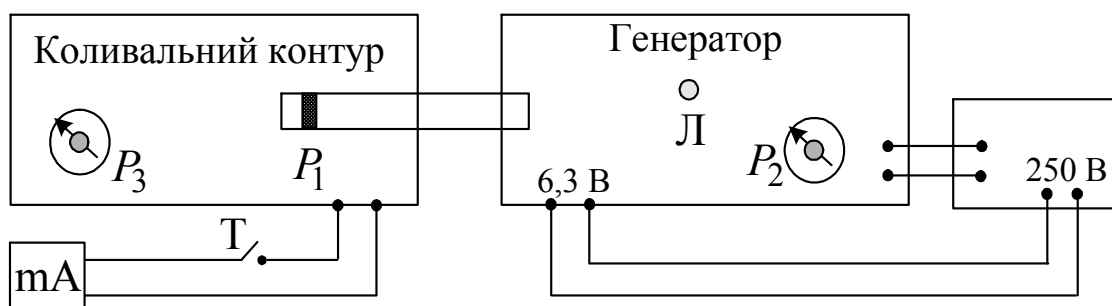 Коливальний контур
Генератор
Л
P3
P1
P2
6,3 В
250 В
Т
mA